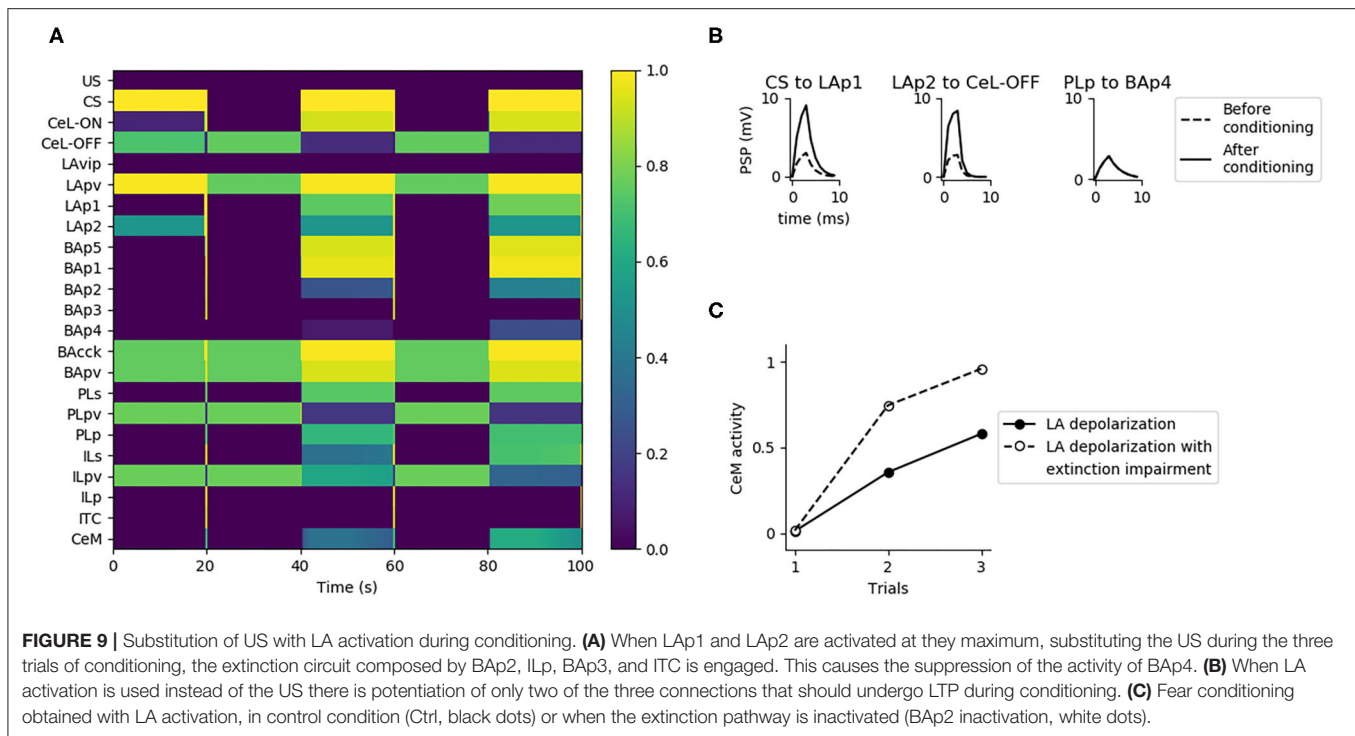 A
US
CS
CeL-ON
CeL-OFF
LAvip
LApv
LAp1
LAp2
BAp5
BAp1
BAp2
BAp3
BAp4
BAcck
BApv
PLs
PLpv
PLp
ILs
ILpv
ILp
ITC
CeM
0 20 40 60 80 100
Time (s)
1.0
0.8
0.6
0.4
0.2
0.0
B
CS to LAp1 LAp2 to CeL-OFF PLp to BAp4
10 10 10
PSP (mV)
0 0 0
0 10 0 10 0 10
time (ms)
Before
conditioning
After
conditioning
C
1
0.5
0
CeM activity
1 2 3
Trials
LA depolarization
LA depolarization with
extinction impairment
FIGURE 9 | Substitution of US with LA activation during conditioning. (A) When LAp1 and LAp2 are activated at they maximum, substituting the US during the three
trials of conditioning, the extinction circuit composed by BAp2, ILp, BAp3, and ITC is engaged. This causes the suppression of the activity of BAp4. (B) When LA
activation is used instead of the US there is potentiation of only two of the three connections that should undergo LTP during conditioning. (C) Fear conditioning
obtained with LA activation, in control condition (Ctrl, black dots) or when the extinction pathway is inactivated (BAp2 inactivation, white dots).